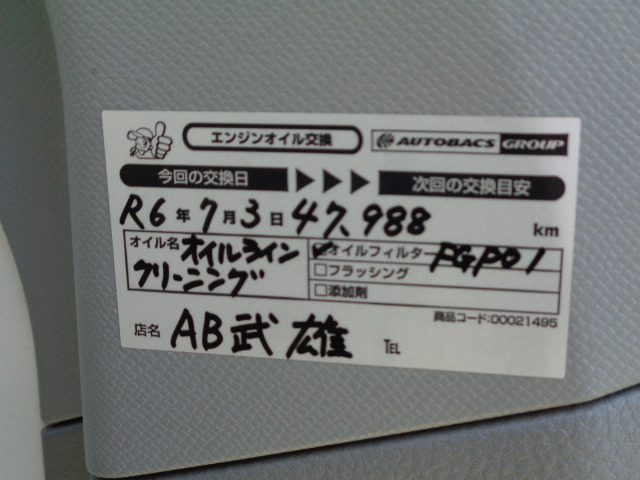 エンジンオイル交換 AUTOBACS GROUP
今回の交換日 ▶▶▶ 次回の交換目安
R6年7月3日 47,988 km
オイル名 オイルライン
クリーニング
☑オイルフィルター PGP01
□フラッシング
□添加剤
商品コード:00021495
店名 AB武雄 TEL